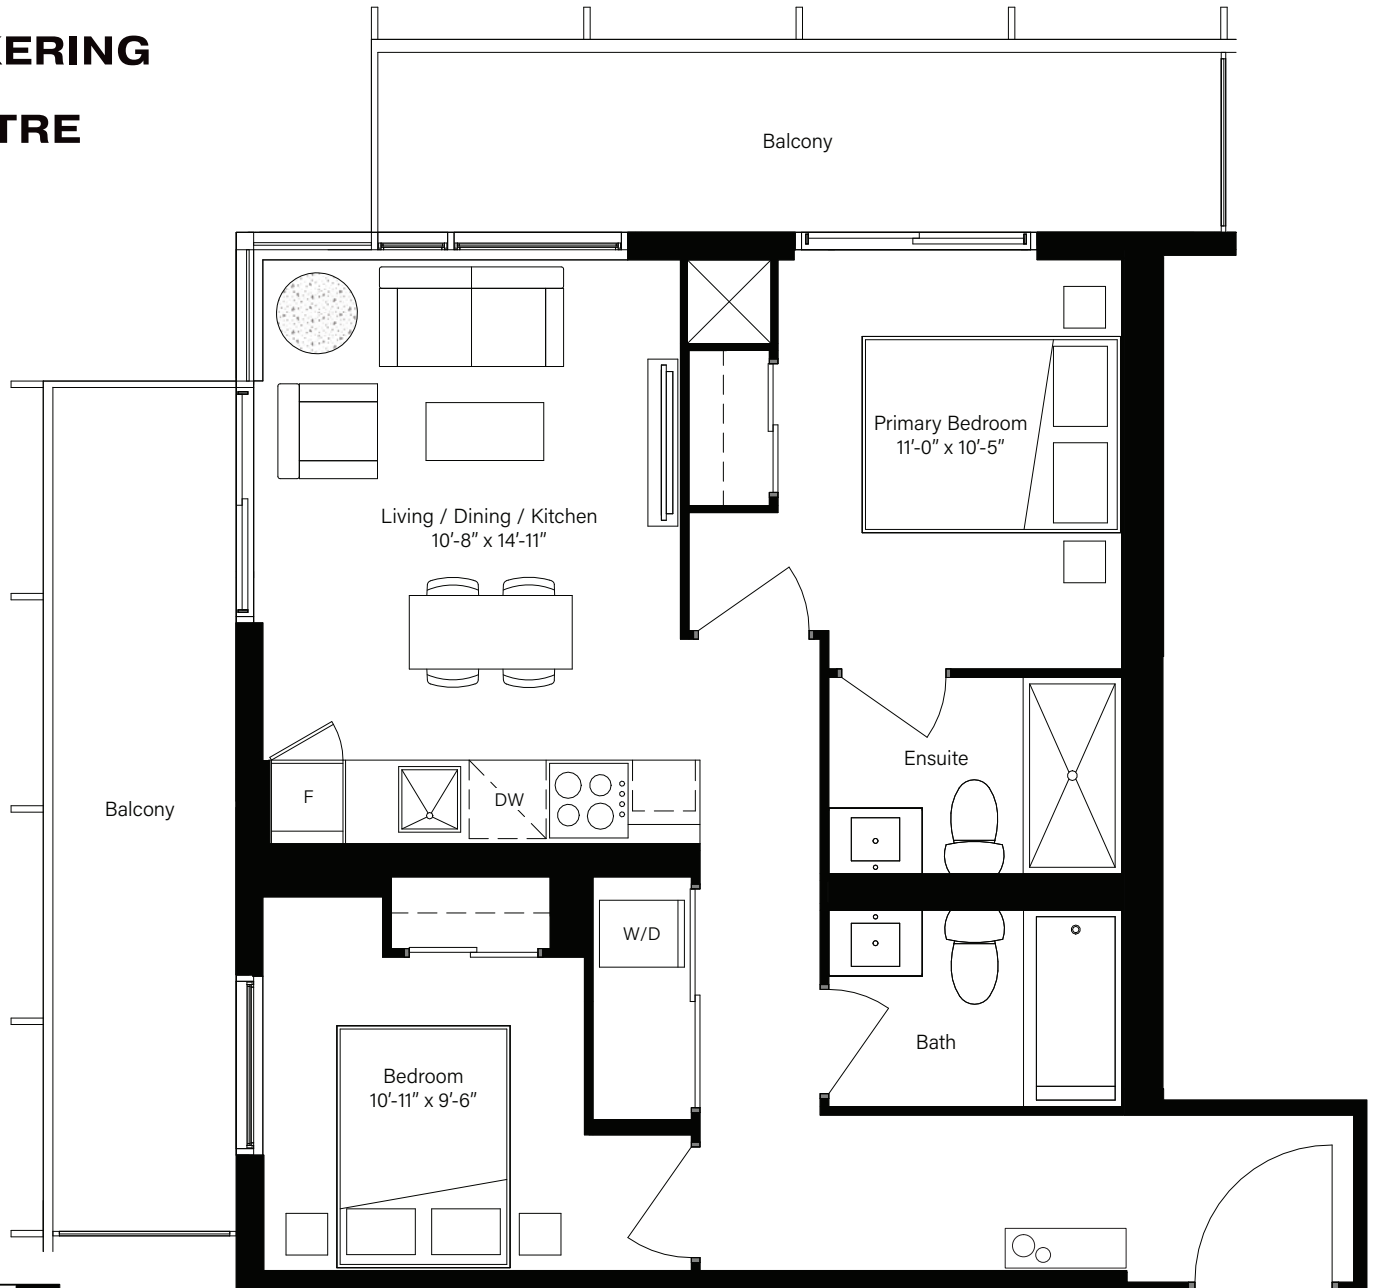 KERING
TRE
Balcony
Primary Bedroom
11'-0" x 10'-5"
Living / Dining / Kitchen
10'-8" x 14'-11"
Ensuite
F
DW
Balcony
W/D
Bath
Bedroom
10'-11" x 9'-6"